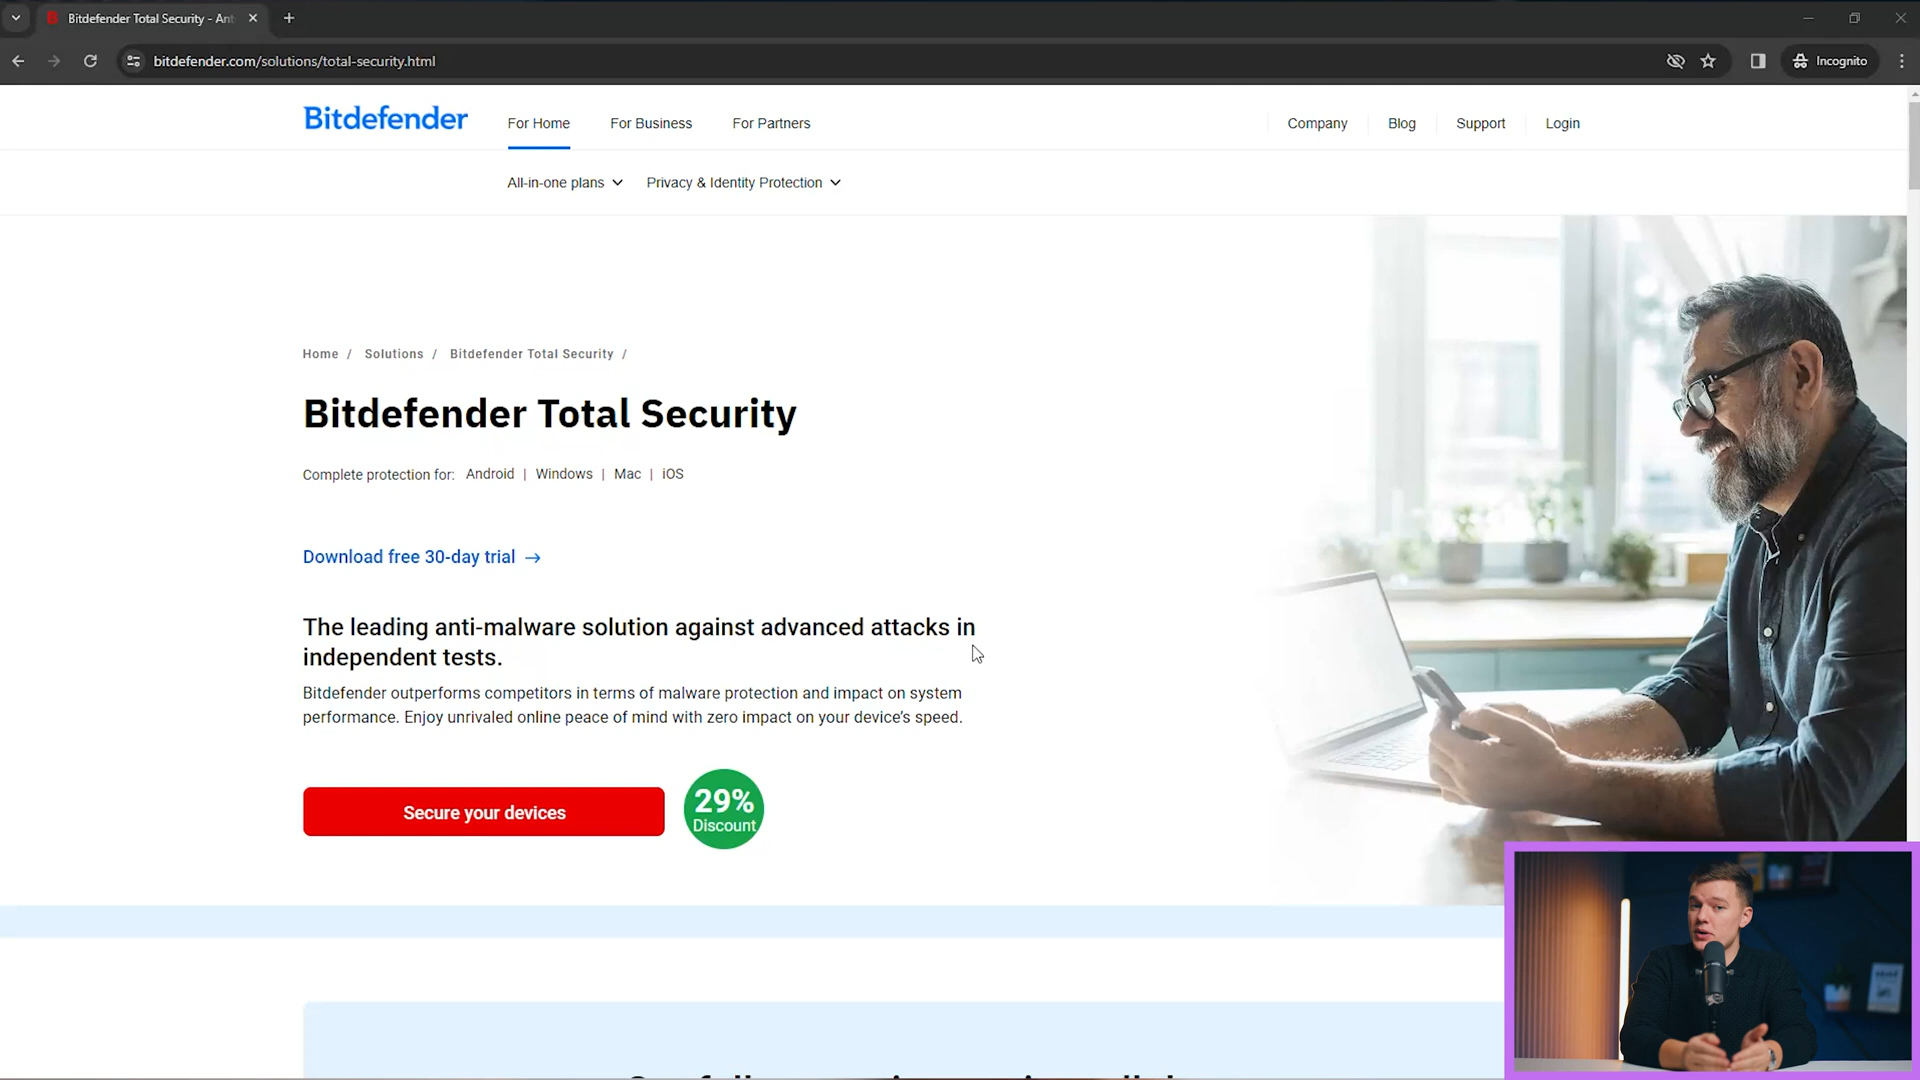 Bitdefender Total Security - Ant
bitdefender.com/solutions/total-security.html
Incognito
Bitdefender
For Home
For Business
For Partners
Company
Blog
Support
Login
All-in-one plans
Privacy & Identity Protection
Home / Solutions / Bitdefender Total Security /
Bitdefender Total Security
Complete protection for: Android | Windows | Mac | iOS
Download free 30-day trial →
The leading anti-malware solution against advanced attacks in
independent tests.
Bitdefender outperforms competitors in terms of malware protection and impact on system
performance. Enjoy unrivaled online peace of mind with zero impact on your device's speed.
Secure your devices
29%
Discount